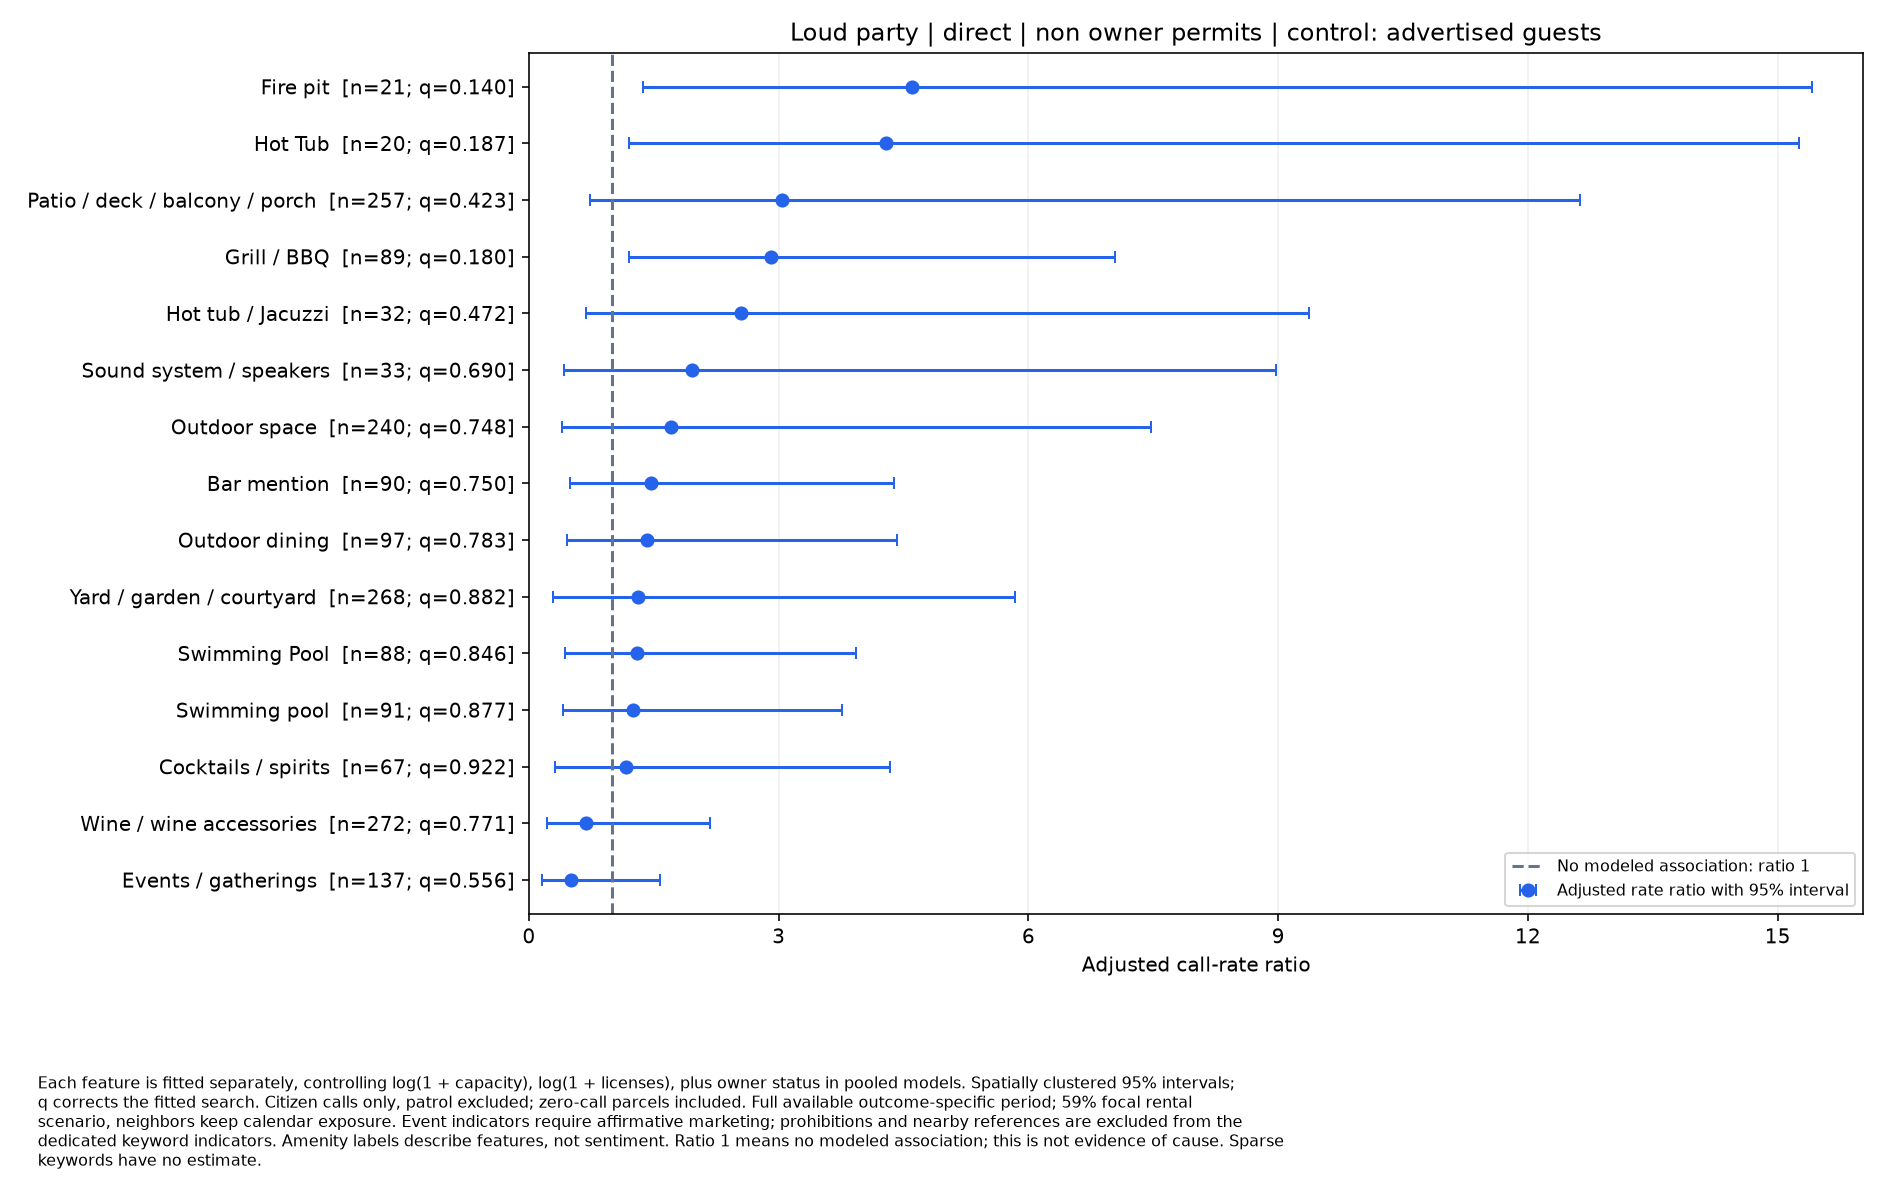 Loud party | direct | non owner permits | control: advertised guests
Fire pit [n=21; q=0.140]
Hot Tub [n=20; q=0.187]
Patio / deck / balcony / porch [n=257; q=0.423]
Grill / BBQ [n=89; q=0.180]
Hot tub / Jacuzzi [n=32; q=0.472]
Sound system / speakers [n=33; q=0.690]
Outdoor space [n=240; q=0.748]
Bar mention [n=90; q=0.750]
Outdoor dining [n=97; q=0.783]
Yard / garden / courtyard [n=268; q=0.882]
Swimming Pool [n=88; q=0.846]
Swimming pool [n=91; q=0.877]
Cocktails / spirits [n=67; q=0.922]
Wine / wine accessories [n=272; q=0.771]
Events / gatherings [n=137; q=0.556]
No modeled association: ratio 1
Adjusted rate ratio with 95% interval
0 3 6 9 12 15
Adjusted call-rate ratio
Each feature is fitted separately, controlling log(1 + capacity), log(1 + licenses), plus owner status in pooled models. Spatially clustered 95% intervals;
q corrects the fitted search. Citizen calls only, patrol excluded; zero-call parcels included. Full available outcome-specific period; 59% focal rental
scenario, neighbors keep calendar exposure. Event indicators require affirmative marketing; prohibitions and nearby references are excluded from the
dedicated keyword indicators. Amenity labels describe features, not sentiment. Ratio 1 means no modeled association; this is not evidence of cause. Sparse
keywords have no estimate.